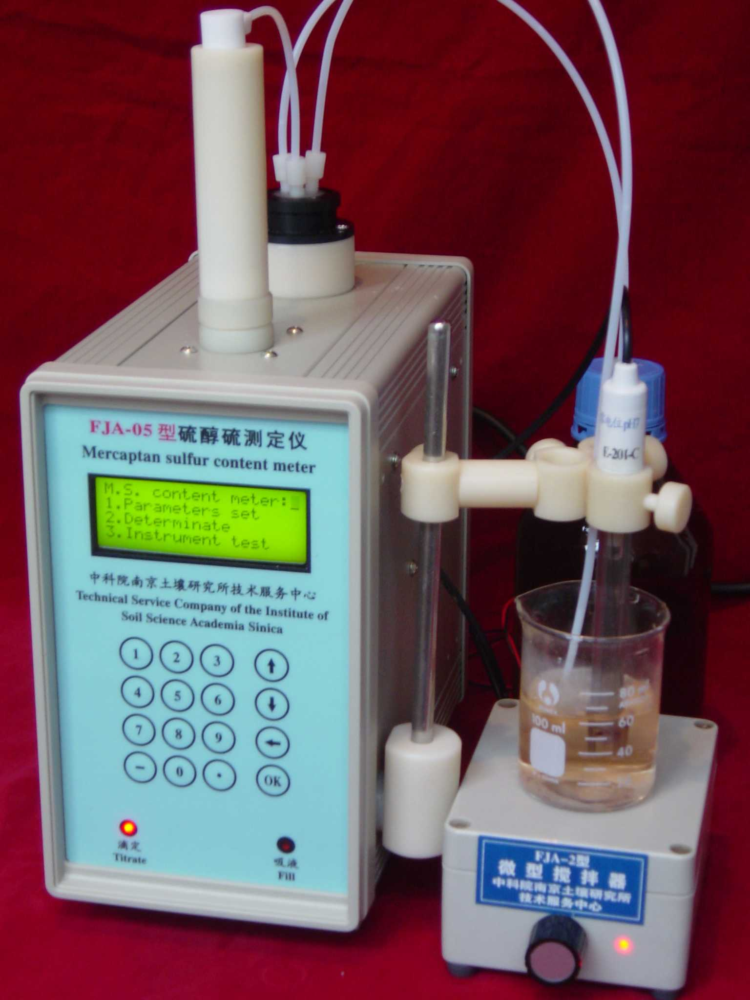 FJA-05型硫醇硫测定仪
Mercaptan sulfur content meter
M.S. content meter:
1.Parameters set
2.Determinate
3.Instrument test
中科院南京土壤研究所技术服务中心
Technical Service Company of the Institute of
Soil Science Academia Sinica
1 2 3
4 5 6
7 8 9
- 0 . OK
滴定
Titrate
吸液
Fill
pH7
E-201-C
80 ml
100 ml
60
40
FJA-2型
微型搅拌器
中科院南京土壤研究所
技术服务中心